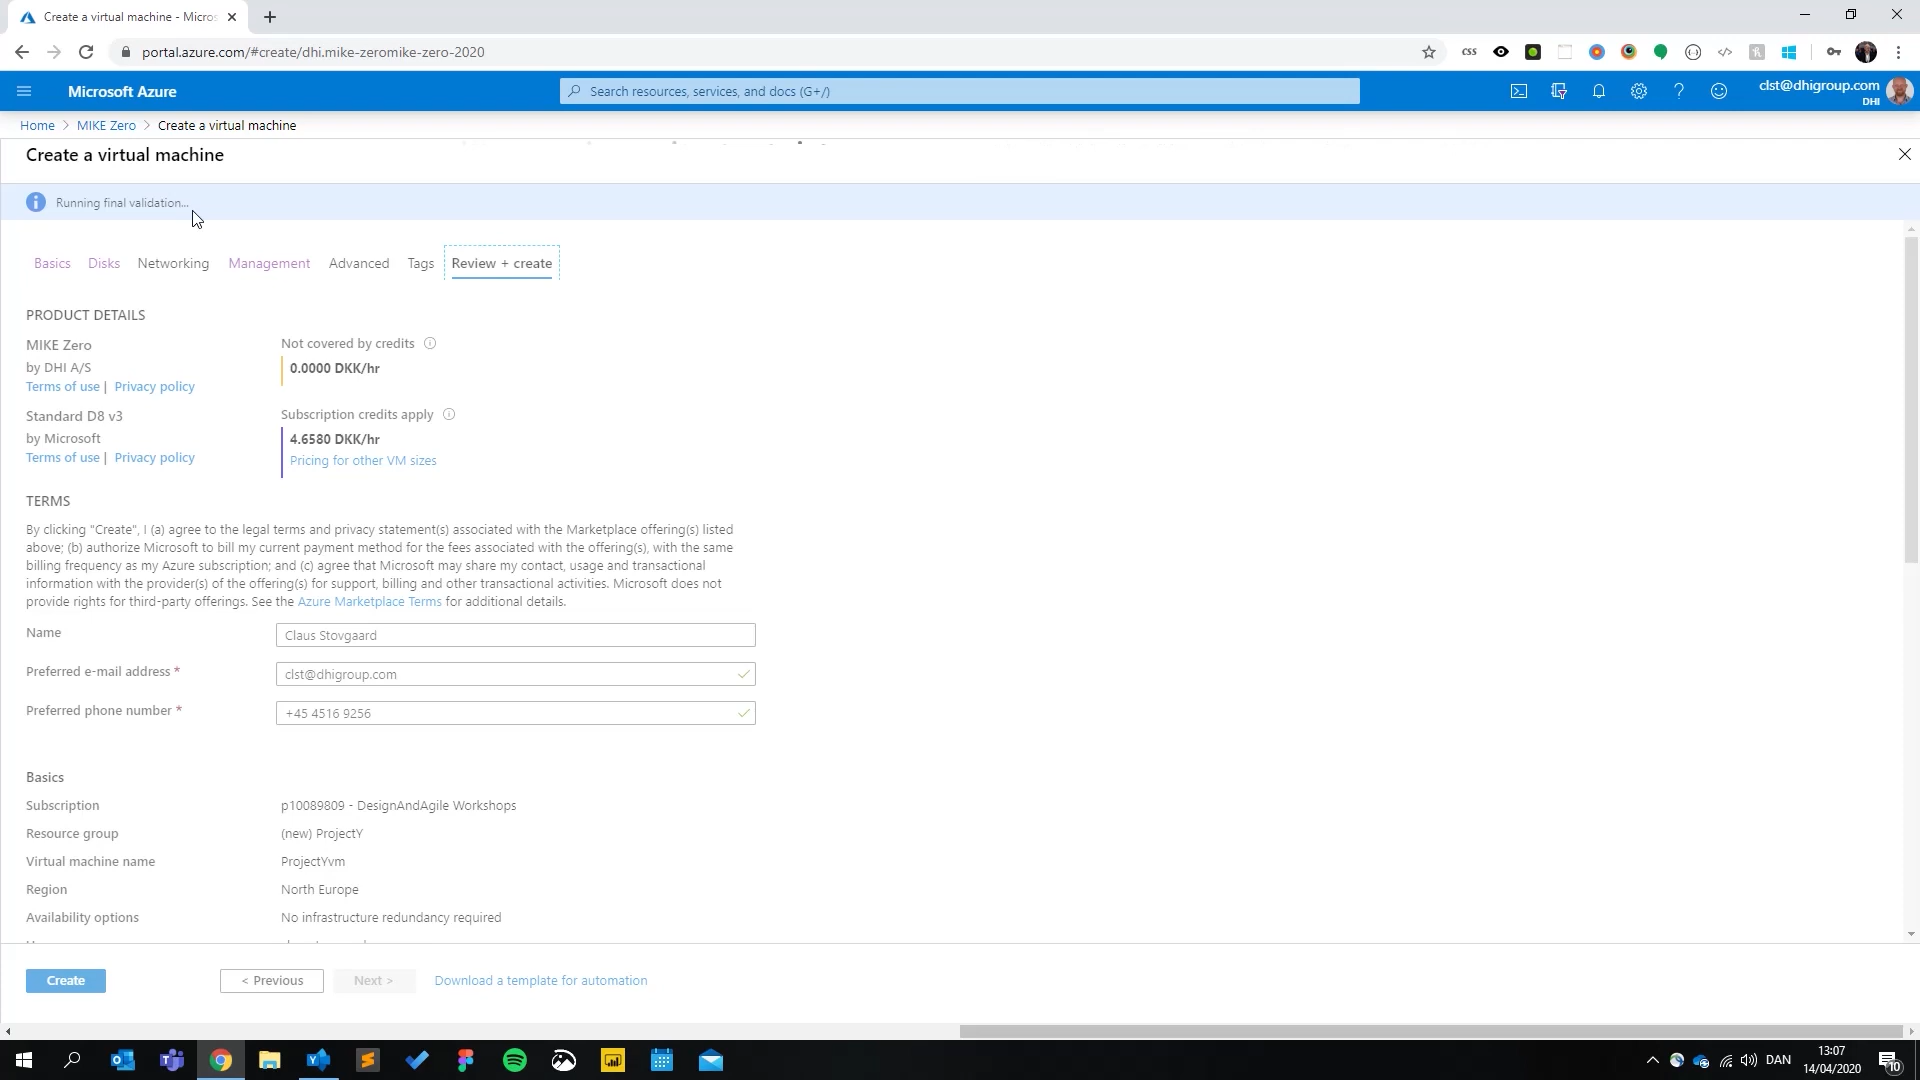 Create a virtual machine - Micros
portal.azure.com/#create/dhi.mike-zeromike-zero-2020
css
Microsoft Azure
Search resources, services, and docs (G+/)
clst@dhigroup.com
DHI
Home > MIKE Zero > Create a virtual machine
Create a virtual machine
Running final validation...
Basics Disks Networking Management Advanced Tags Review + create
PRODUCT DETAILS
MIKE Zero
by DHI A/S
Terms of use | Privacy policy
Not covered by credits
0.0000 DKK/hr
Standard D8 v3
by Microsoft
Terms of use | Privacy policy
Subscription credits apply
4.6580 DKK/hr
Pricing for other VM sizes
TERMS
By clicking "Create", I (a) agree to the legal terms and privacy statement(s) associated with the Marketplace offering(s) listed
above; (b) authorize Microsoft to bill my current payment method for the fees associated with the offering(s), with the same
billing frequency as my Azure subscription; and (c) agree that Microsoft may share my contact, usage and transactional
information with the provider(s) of the offering(s) for support, billing and other transactional activities. Microsoft does not
provide rights for third-party offerings. See the Azure Marketplace Terms for additional details.
Name Claus Stovgaard
Preferred e-mail address * clst@dhigroup.com
Preferred phone number * +45 4516 9256
Basics
Subscription p10089809 - DesignAndAgile Workshops
Resource group (new) ProjectY
Virtual machine name ProjectYvm
Region North Europe
Availability options No infrastructure redundancy required
Create < Previous Next > Download a template for automation
DAN
13:07
14/04/2020
10